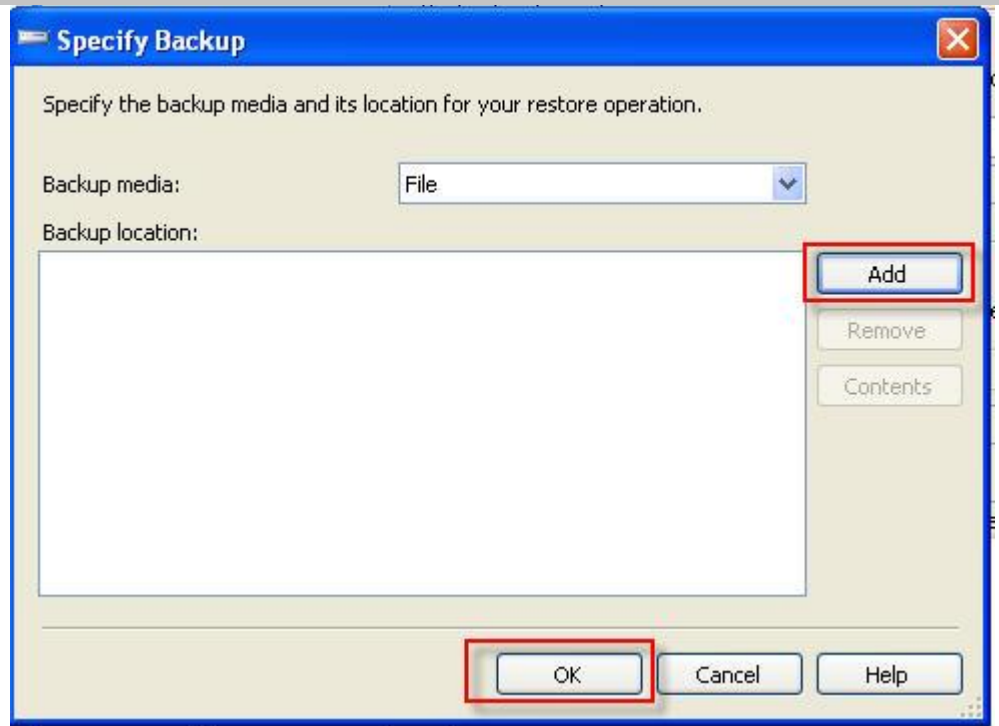 Specify Backup
Specify the backup media and its location for your restore operation.
Backup media:
File
Backup location:
Add
Remove
Contents
OK
Cancel
Help